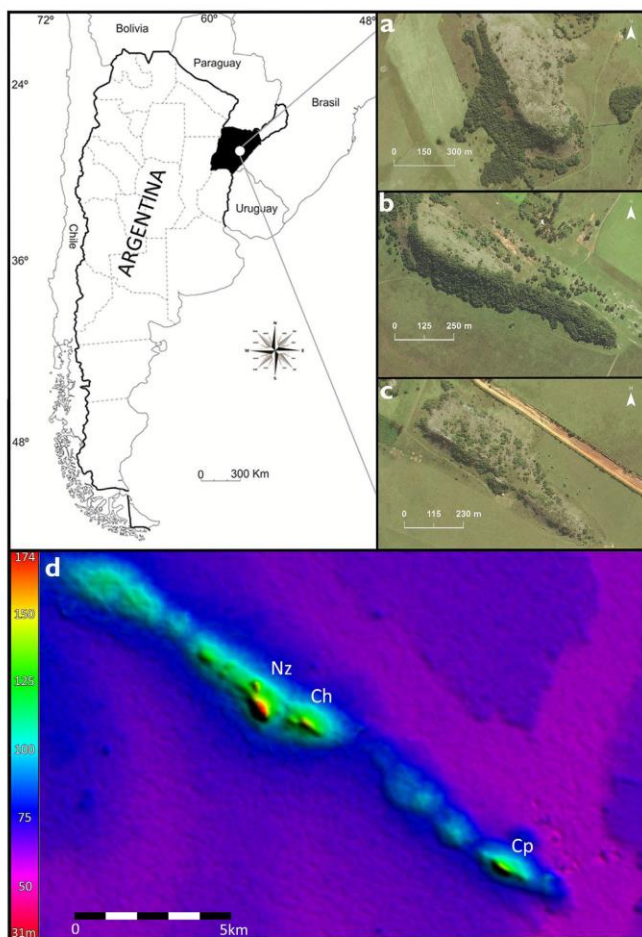 72°
60°
48°
Bolivia
Paraguay
24°
Brasil
Uruguay
ARGENTINA
Chile
36°
48°
N
E
S
0 300 Km
a
0 150 300 m
b
0 125 250 m
c
0 115 230 m
d
174
150
125
100
75
50
31m
Nz
Ch
Cp
0 5km